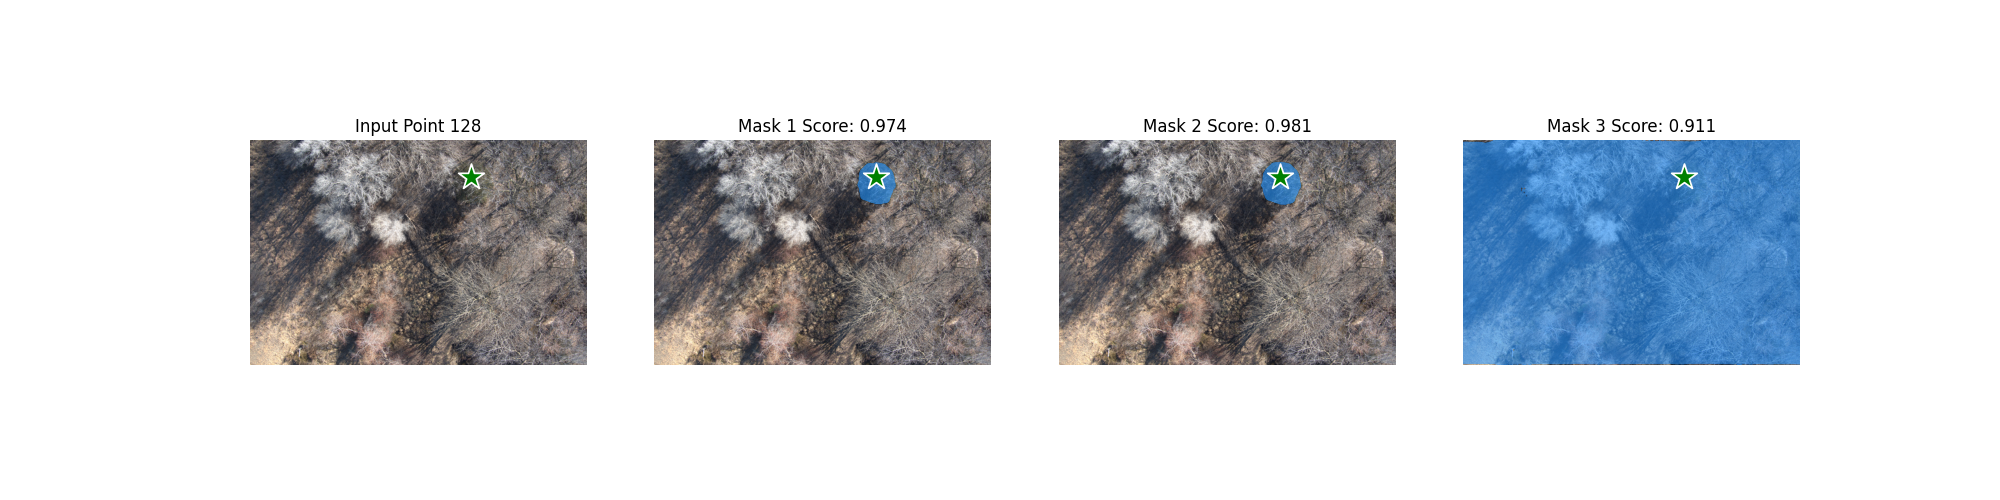 Input Point 128
Mask 1 Score: 0.974
Mask 2 Score: 0.981
Mask 3 Score: 0.911